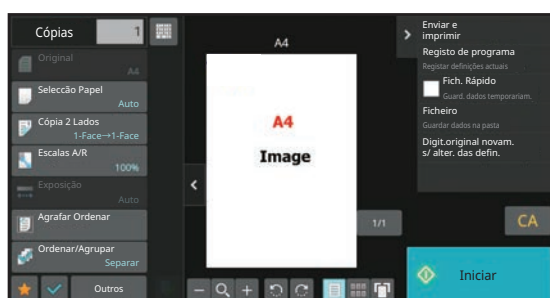 Cópias
1
Original
A4
Seleccão Papel
Auto
Cópia 2 Lados
1-Face→1-Face
Escalas A/R
100%
Exposição
Auto
Agrafar Ordenar
Ordenar/Agrupar
Separar
Outros
A4
A4
Image
1/1
Enviar e
imprimir
Registo de programa
Registar definições actuais
Fich. Rápido
Guard. dados temporariam.
Ficheiro
Guardar dados na pasta
Digit.original novam.
s/ alter. das defin.
CA
Iniciar